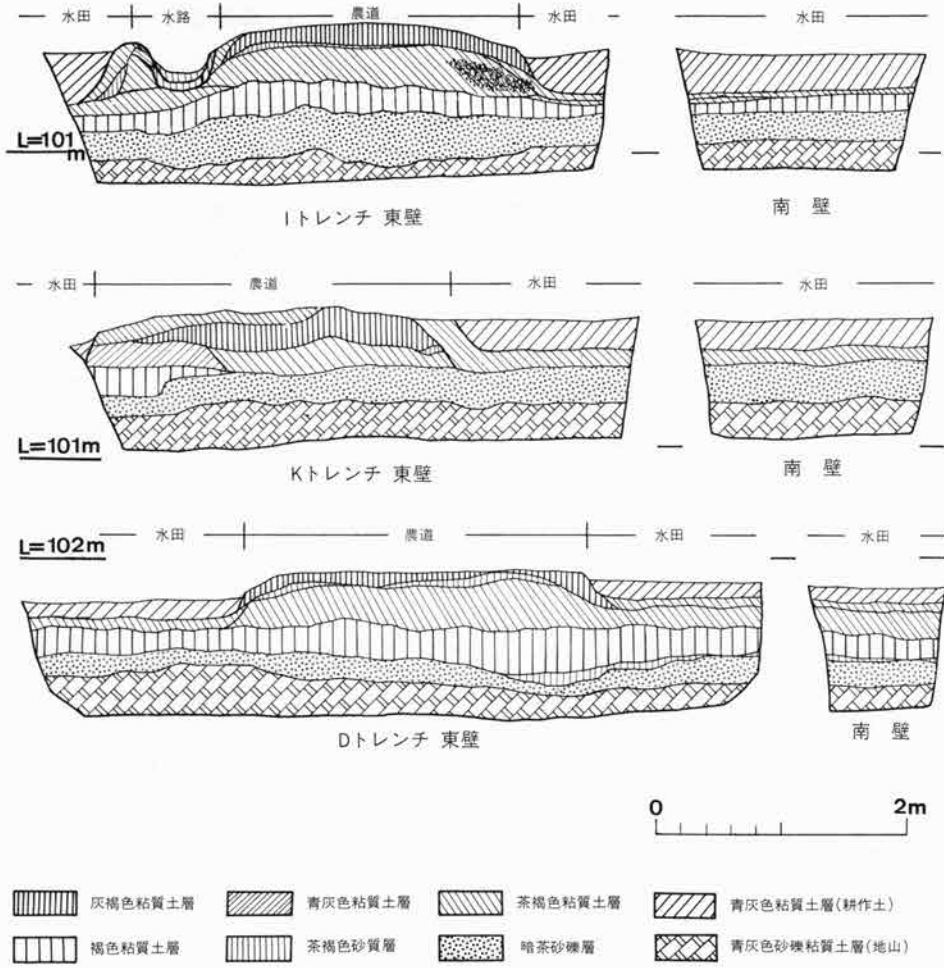 水田 水路 農道 水田 水田
L=101m
Iトレンチ 東壁 南 壁
水田 農道 水田 水田
L=101m
Kトレンチ 東壁 南 壁
水田 農道 水田 水田
L=102m
Dトレンチ 東壁 南 壁
0 2m
灰褐色粘質土層 青灰色粘質土層 茶褐色粘質土層 青灰色粘質土層(耕作土)
褐色粘質土層 茶褐色砂質層 暗茶砂礫層 青灰色砂礫粘質土層(地山)